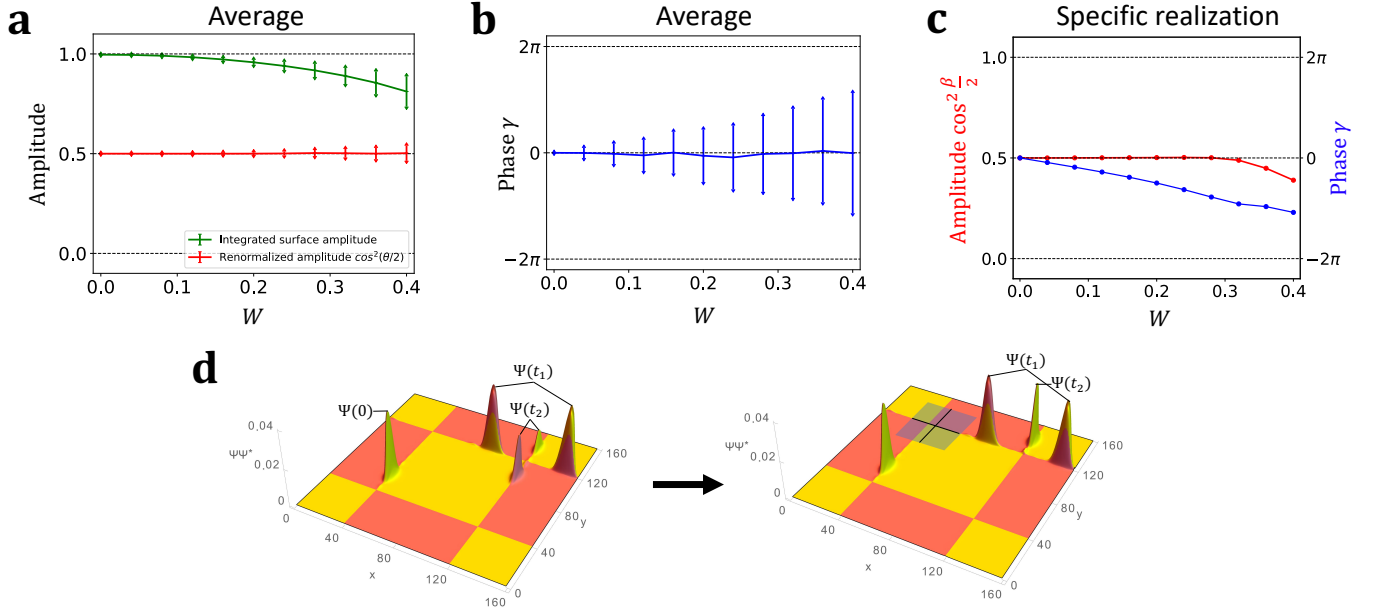 a
Average
Amplitude
1.0
0.5
0.0
0.0 0.1 0.2 0.3 0.4
W
Integrated surface amplitude
Renormalized amplitude cos²(θ/2)
b
Average
Phase γ
2π
0
−2π
0.0 0.1 0.2 0.3 0.4
W
c
Specific realization
Amplitude cos² β/2
1.0
0.5
0.0
2π
0
−2π
Phase γ
0.0 0.1 0.2 0.3 0.4
W
d
Ψ(0)
Ψ(t₁)
Ψ(t₂)
ΨΨ*
0,04
0,02
0
0
40
80
120
160
x
0
40
80
120
160
y
Ψ(t₁)
Ψ(t₂)
ΨΨ*
0,04
0,02
0
0
40
80
120
160
x
0
40
80
120
160
y